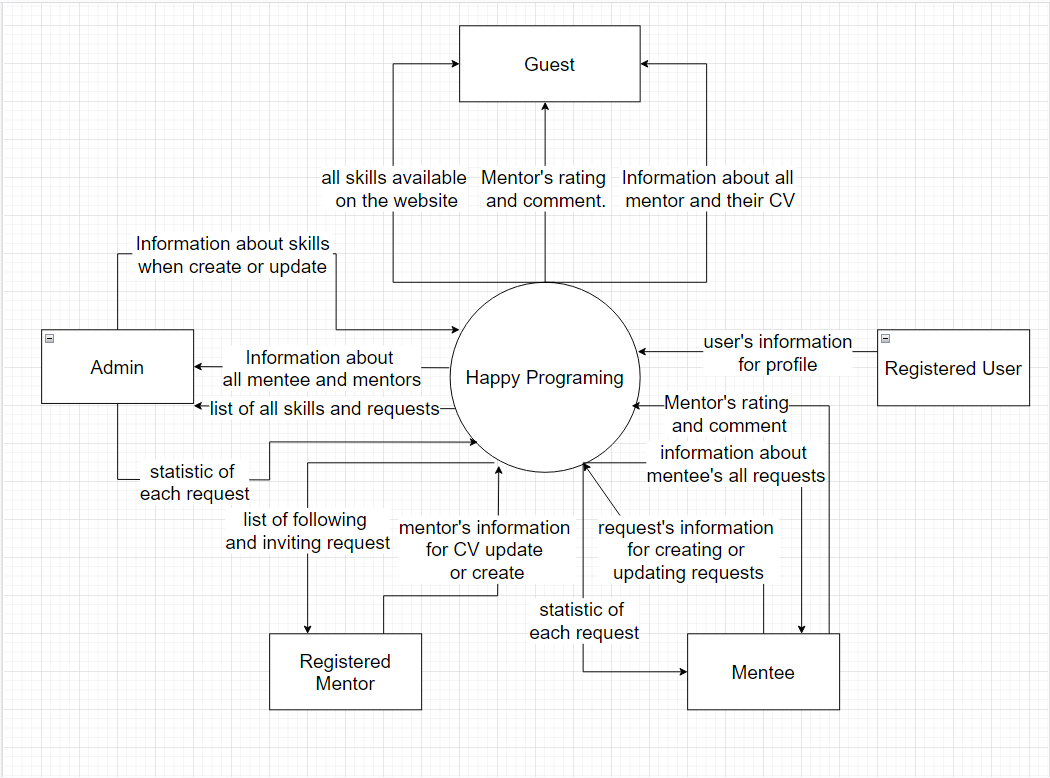 Guest
all skills available
on the website
Mentor's rating
and comment.
Information about all
mentor and their CV
Information about skills
when create or update
Admin
Information about
all mentee and mentors
list of all skills and requests
Happy Programing
user's information
for profile
Registered User
Mentor's rating
and comment
information about
mentee's all requests
statistic of
each request
list of following
and inviting request
mentor's information
for CV update
or create
request's information
for creating or
updating requests
statistic of
each request
Registered
Mentor
Mentee